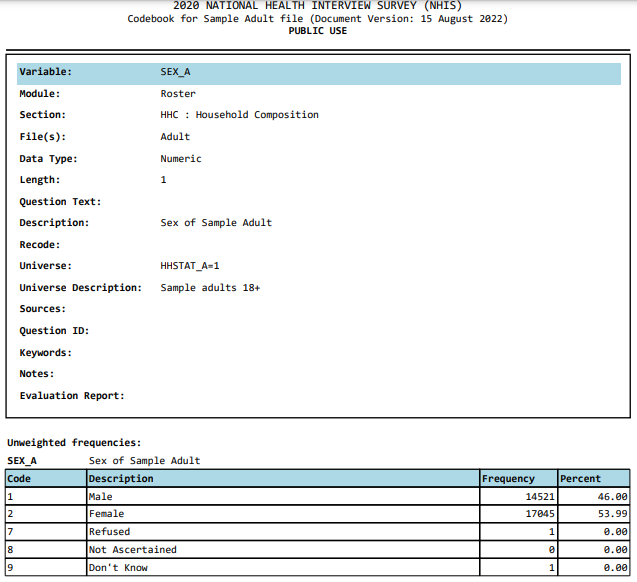 2020 NATIONAL HEALTH INTERVIEW SURVEY (NHIS)
Codebook for Sample Adult file (Document Version: 15 August 2022)
PUBLIC USE
Variable: SEX_A
Module: Roster
Section: HHC : Household Composition
File(s): Adult
Data Type: Numeric
Length: 1
Question Text:
Description: Sex of Sample Adult
Recode:
Universe: HHSTAT_A=1
Universe Description: Sample adults 18+
Sources:
Question ID:
Keywords:
Notes:
Evaluation Report:
Unweighted frequencies:
SEX_A Sex of Sample Adult
Code Description Frequency Percent
1 Male 14521 46.00
2 Female 17045 53.99
7 Refused 1 0.00
8 Not Ascertained 0 0.00
9 Don't Know 1 0.00